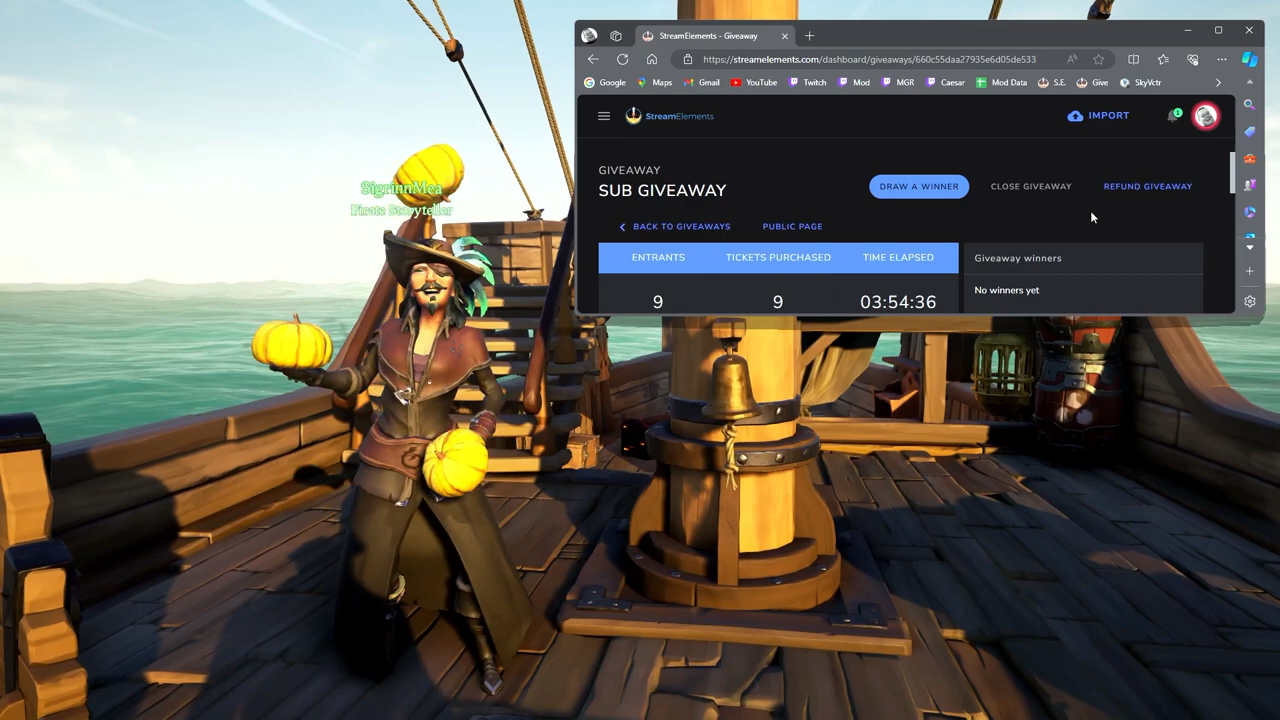 StreamElements - Giveaway
https://streamelements.com/dashboard/giveaways/660c55daa27935e6d05de533
Google Maps Gmail YouTube Twitch Mod MGR Caesar Mod Data S.E. Give SkyVctr
StreamElements
IMPORT
1
GIVEAWAY
SUB GIVEAWAY
DRAW A WINNER
CLOSE GIVEAWAY
REFUND GIVEAWAY
BACK TO GIVEAWAYS
PUBLIC PAGE
ENTRANTS TICKETS PURCHASED TIME ELAPSED
9 9 03:54:36
Giveaway winners
No winners yet
SigrinnMea
Pirate Storyteller